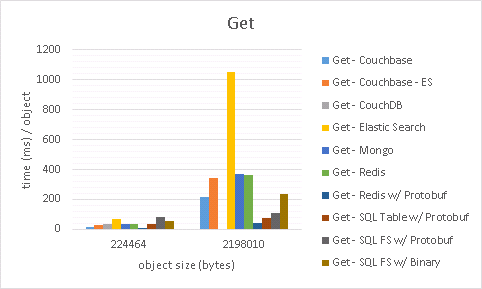 Get
1200
1000
800
600
400
200
0
time (ms) / object
224464
2198010
object size (bytes)
Get - Couchbase
Get - Couchbase - ES
Get - CouchDB
Get - Elastic Search
Get - Mongo
Get - Redis
Get - Redis w/ Protobuf
Get - SQL Table w/ Protobuf
Get - SQL FS w/ Protobuf
Get - SQL FS w/ Binary